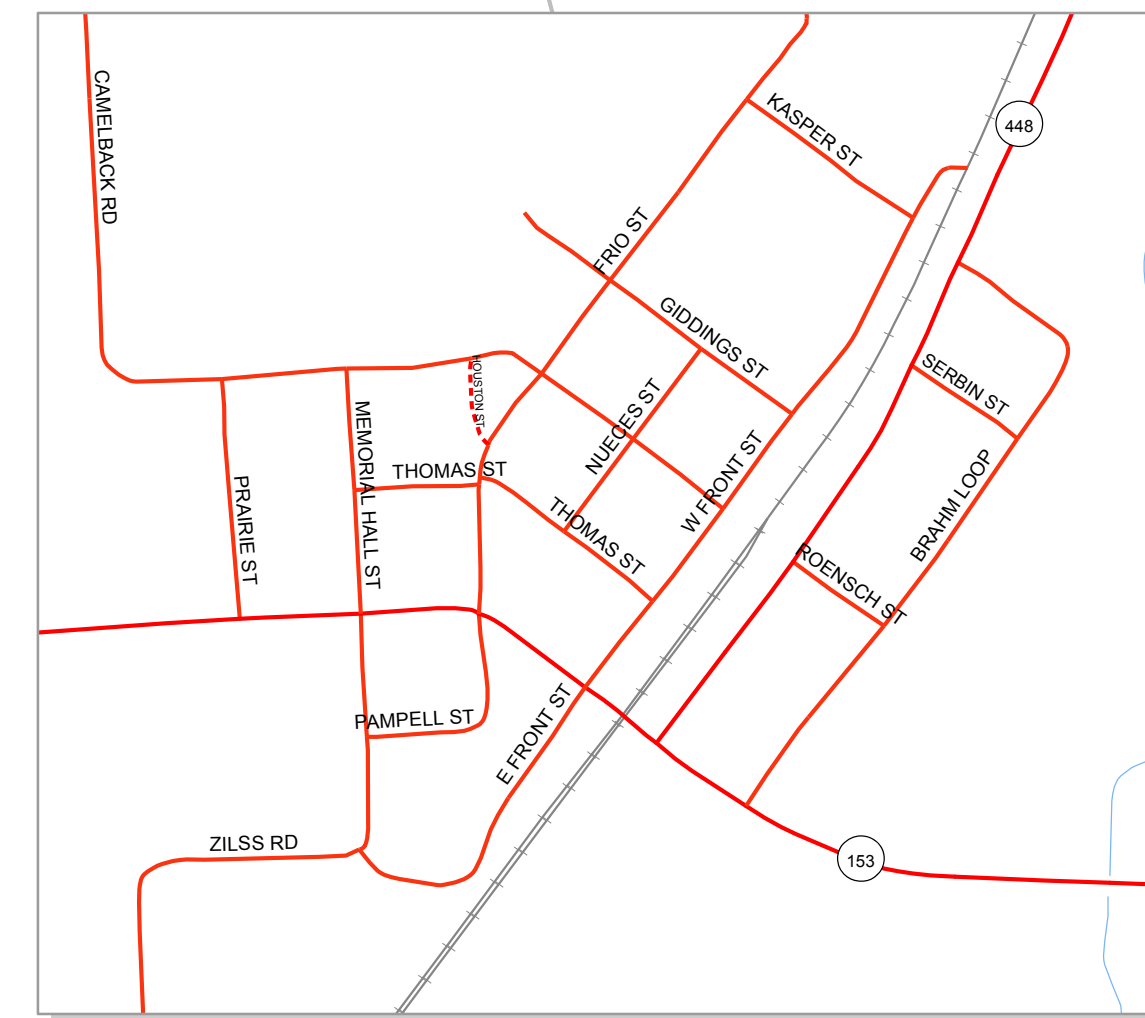 CAMELBACK RD
KASPER ST
448
FRIO ST
GIDDINGS ST
SERBIN ST
HOUSTON ST
NUECES ST
MEMORIAL HALL ST
THOMAS ST
W FRONT ST
BRAHM LOOP
PRAIRIE ST
THOMAS ST
ROENSCH ST
PAMPELL ST
E FRONT ST
ZILSS RD
153